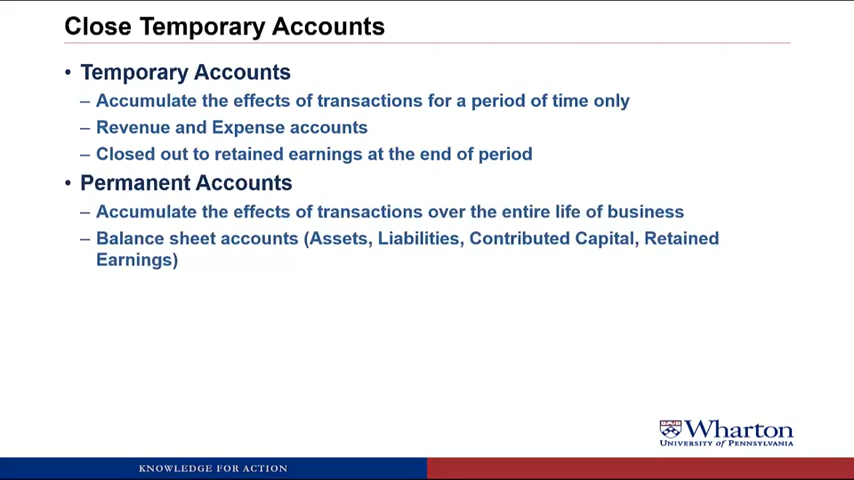 Close Temporary Accounts
• Temporary Accounts
– Accumulate the effects of transactions for a period of time only
– Revenue and Expense accounts
– Closed out to retained earnings at the end of period
• Permanent Accounts
– Accumulate the effects of transactions over the entire life of business
– Balance sheet accounts (Assets, Liabilities, Contributed Capital, Retained
Earnings)
Wharton
UNIVERSITY of PENNSYLVANIA
KNOWLEDGE FOR ACTION